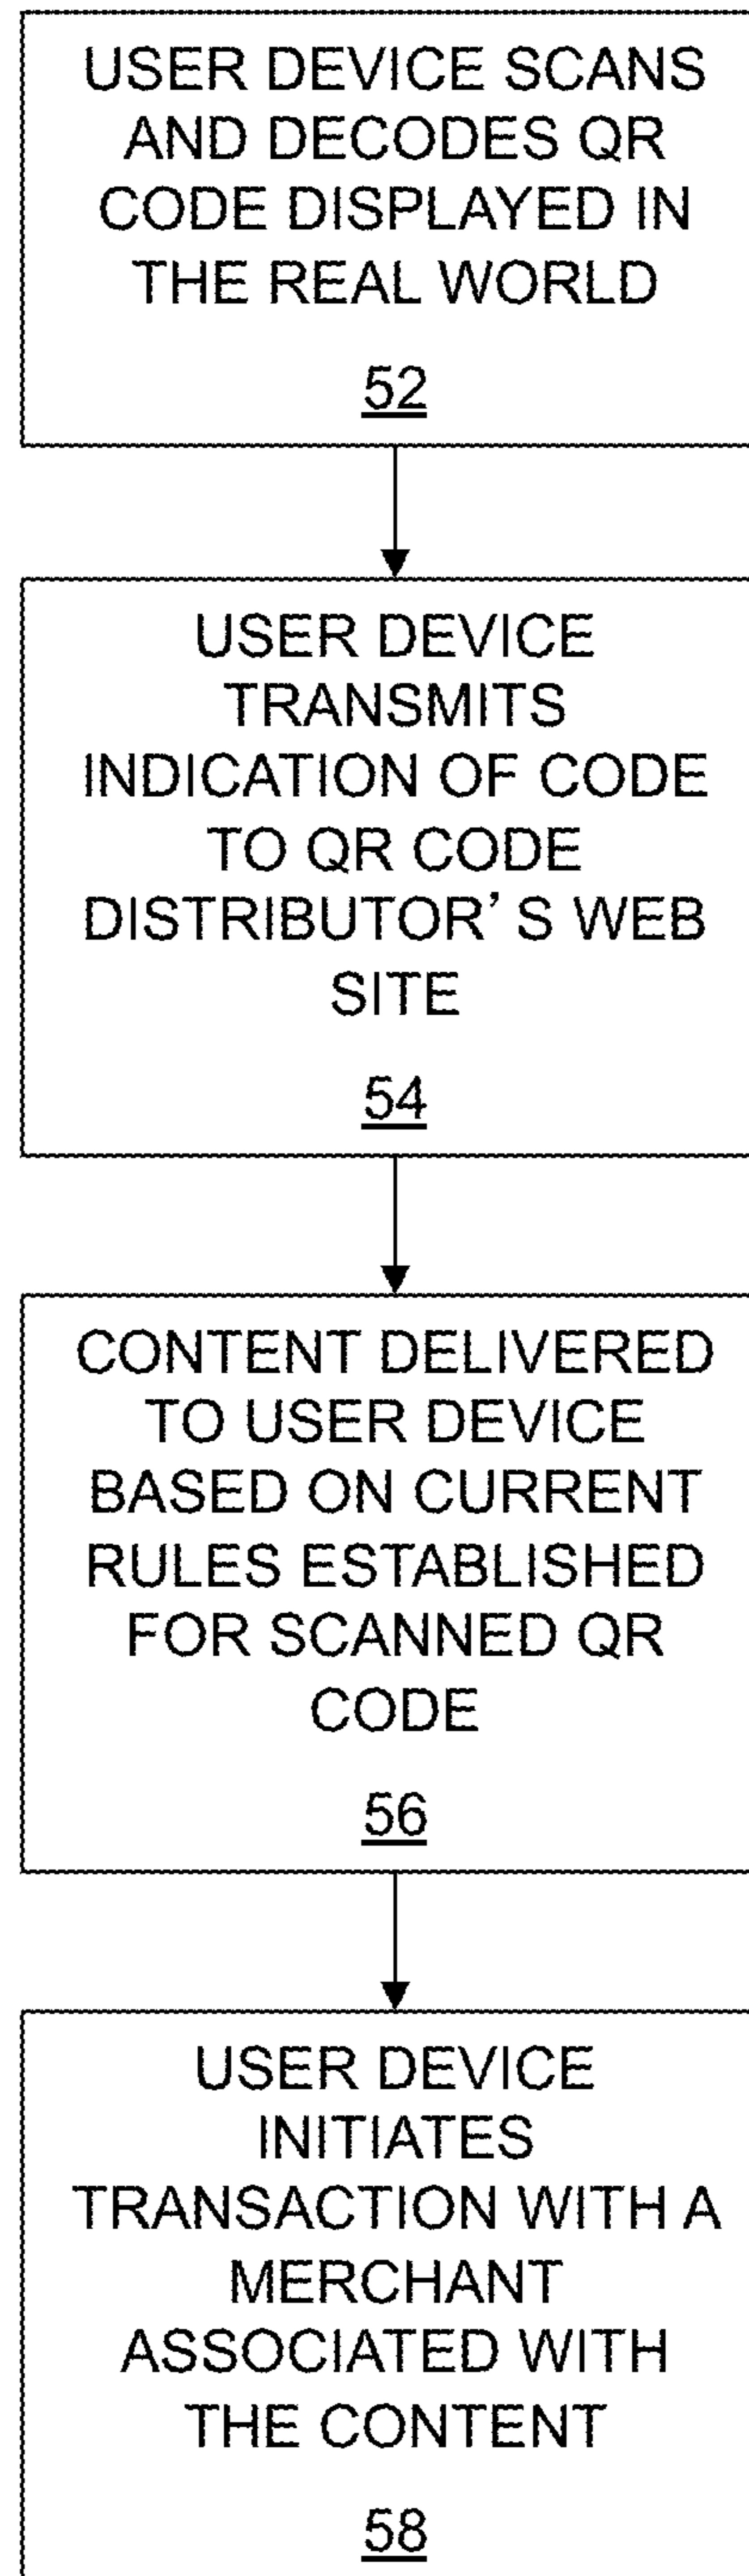 USER DEVICE SCANS
AND DECODES QR
CODE DISPLAYED IN
THE REAL WORLD
52
USER DEVICE
TRANSMITS
INDICATION OF CODE
TO QR CODE
DISTRIBUTOR’S WEB
SITE
54
CONTENT DELIVERED
TO USER DEVICE
BASED ON CURRENT
RULES ESTABLISHED
FOR SCANNED QR
CODE
56
USER DEVICE
INITIATES
TRANSACTION WITH A
MERCHANT
ASSOCIATED WITH
THE CONTENT
58